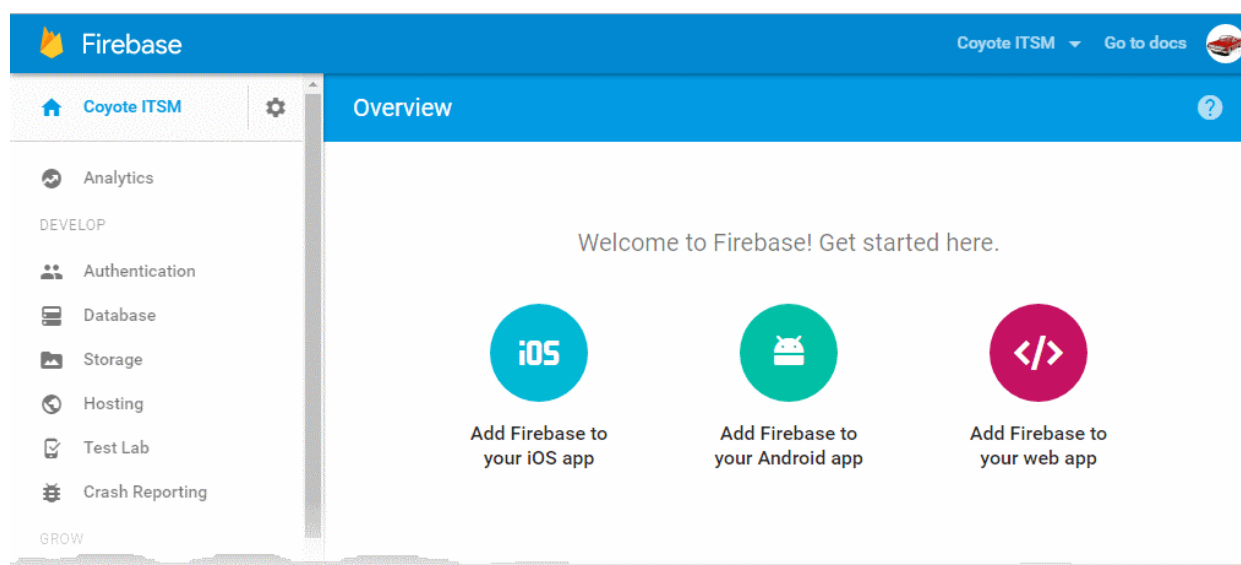 Firebase
Coyote ITSM
Go to docs
Coyote ITSM
Overview
Analytics
DEVELOP
Authentication
Database
Storage
Hosting
Test Lab
Crash Reporting
GROW
Welcome to Firebase! Get started here.
iOS
</>
Add Firebase to
your iOS app
Add Firebase to
your Android app
Add Firebase to
your web app